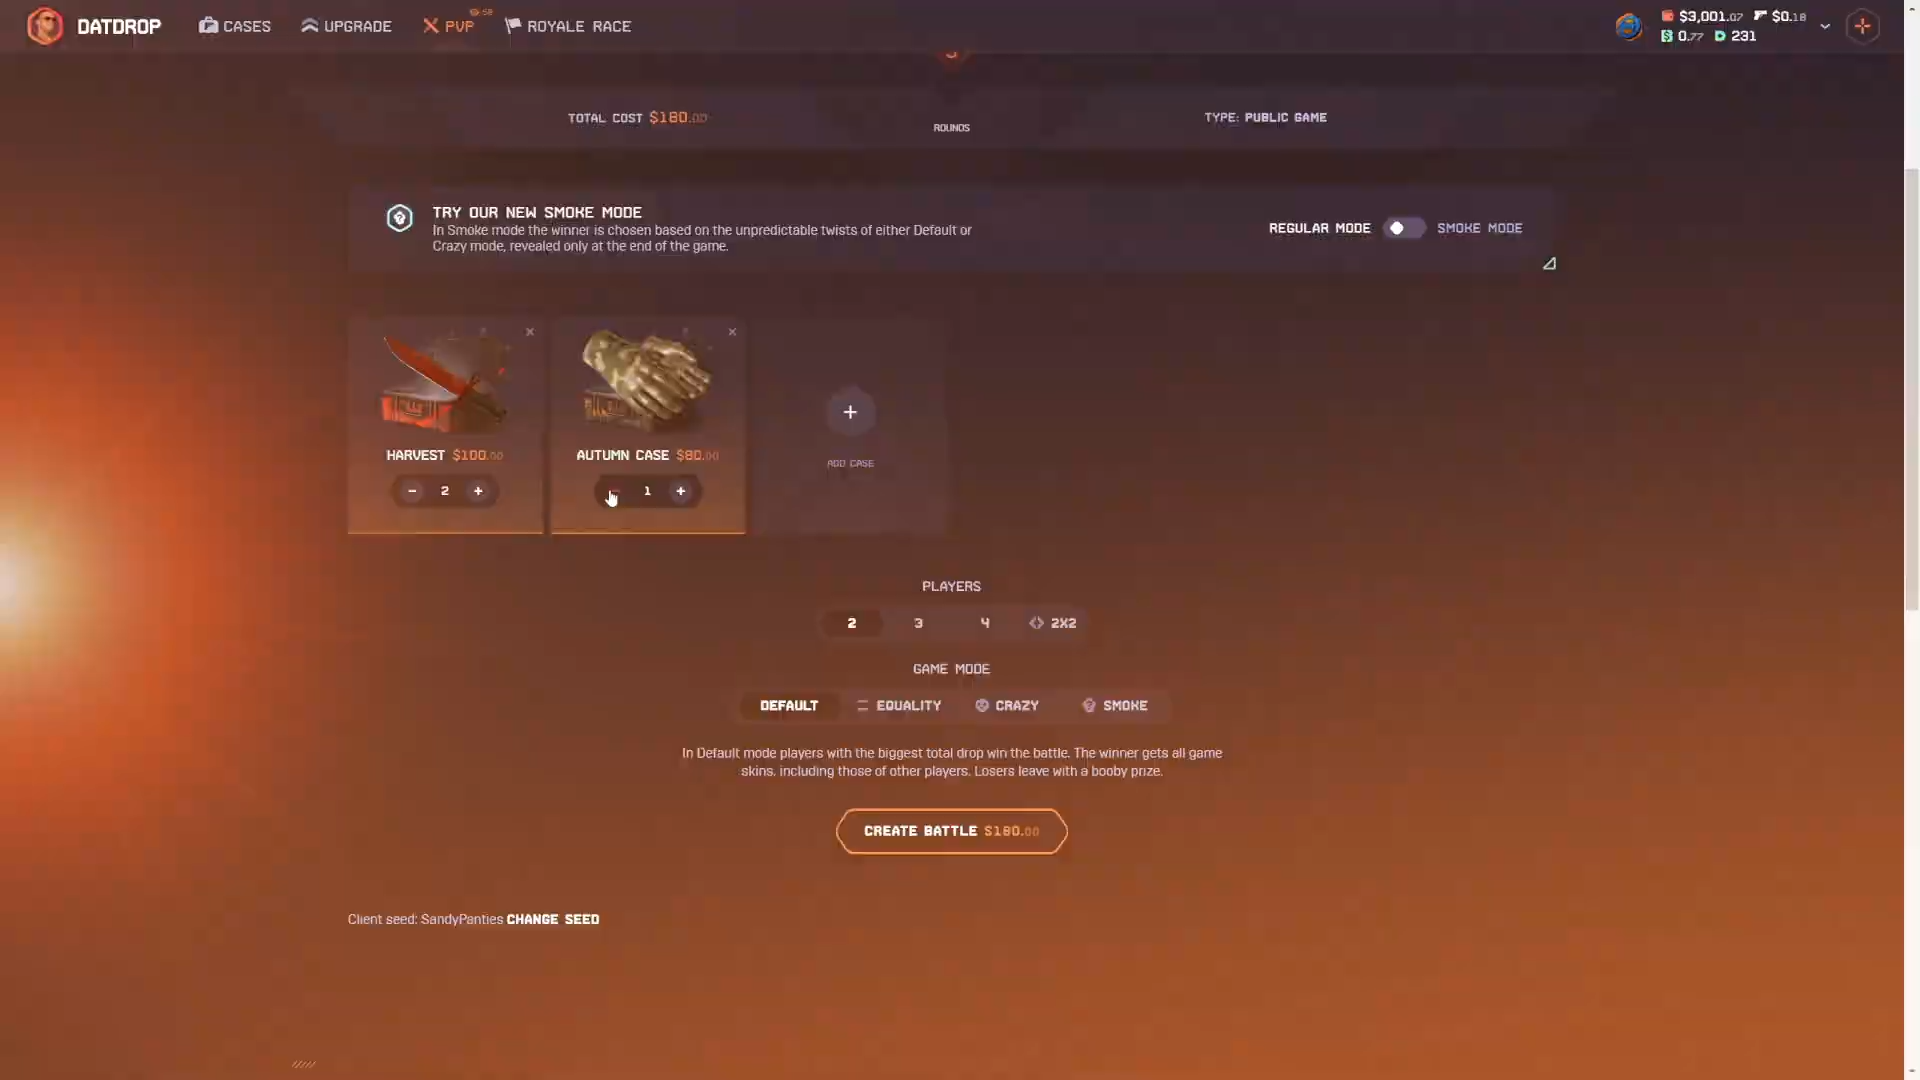 DATDROP
CASES
UPGRADE
PVP
ROYALE RACE
$3,001.07 $0.18
0.77 231
TOTAL COST $180.00
ROUNDS
TYPE: PUBLIC GAME
TRY OUR NEW SMOKE MODE
In Smoke mode the winner is chosen based on the unpredictable twists of either Default or
Crazy mode, revealed only at the end of the game.
REGULAR MODE
SMOKE MODE
HARVEST $100.00
- 2 +
AUTUMN CASE $80.00
1 +
+
ADD CASE
PLAYERS
2 3 4 2X2
GAME MODE
DEFAULT EQUALITY CRAZY SMOKE
In Default mode players with the biggest total drop win the battle. The winner gets all game
skins, including those of other players. Losers leave with a booby prize.
CREATE BATTLE $180.00
Client seed: SandyPanties CHANGE SEED